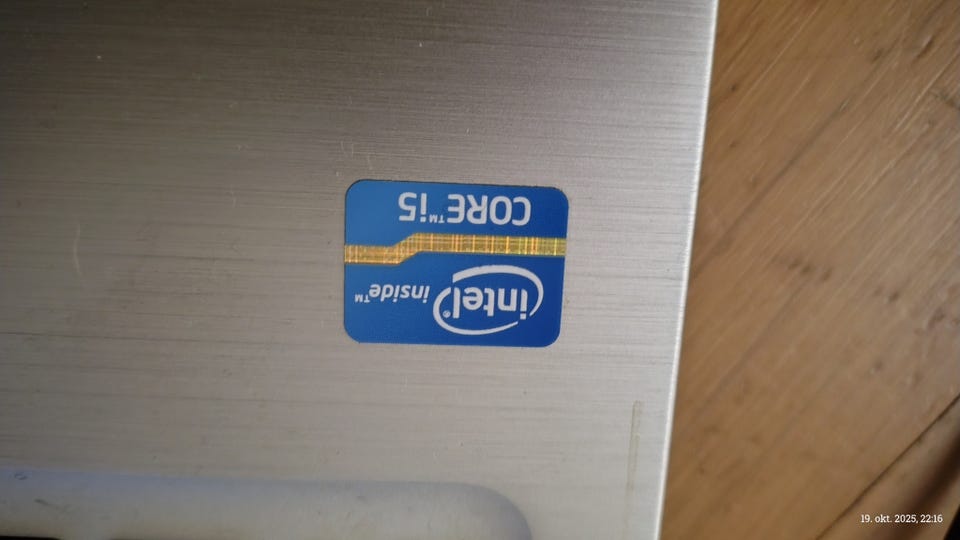 intel® inside™
CORE™ i5
19. okt. 2025, 22:16